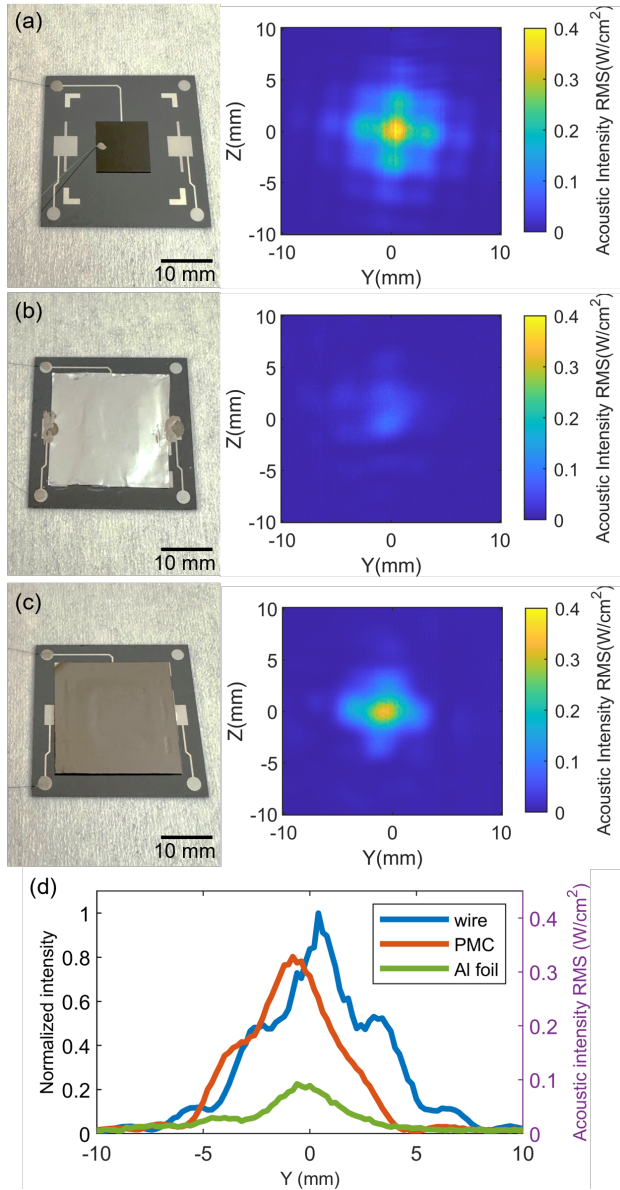 (a)
10 mm
10
5
0
-5
-10
-10
0
10
Z(mm)
Y(mm)
0.4
0.3
0.2
0.1
0
Acoustic Intensity RMS(W/cm²)
(b)
10 mm
10
5
0
-5
-10
-10
0
10
Z(mm)
Y(mm)
0.4
0.3
0.2
0.1
0
Acoustic Intensity RMS(W/cm²)
(c)
10 mm
10
5
0
-5
-10
-10
0
10
Z(mm)
Y(mm)
0.4
0.3
0.2
0.1
0
Acoustic Intensity RMS(W/cm²)
(d)
1
0.8
0.6
0.4
0.2
0
Normalized intensity
wire
PMC
Al foil
0.4
0.3
0.2
0.1
0
Acoustic intensity RMS (W/cm²)
-10
-5
0
5
10
Y (mm)